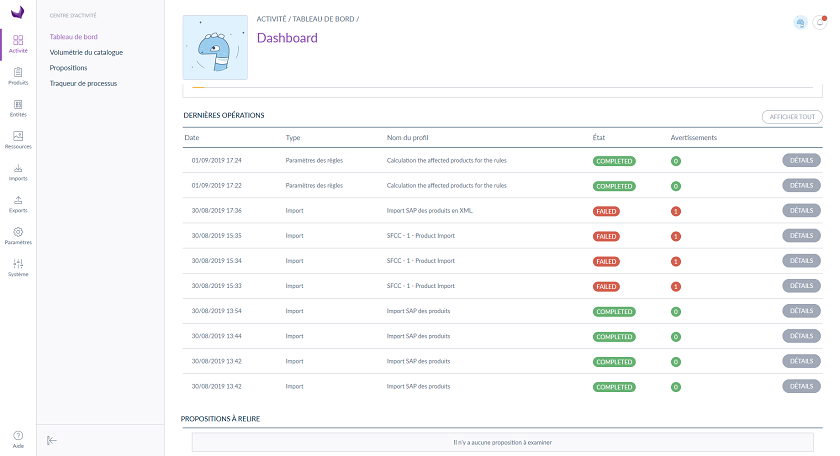 CENTRE D'ACTIVITÉ
Tableau de bord
Volumétrie du catalogue
Propositions
Traqueur de processus
Activité
Produits
Entités
Ressources
Imports
Exports
Paramètres
Système
Aide
ACTIVITÉ / TABLEAU DE BORD /
Dashboard
DERNIÈRES OPÉRATIONS
AFFICHER TOUT
Date Type Nom du profil État Avertissements
01/09/2019 17:24 Paramètres des règles Calculation the affected products for the rules COMPLETED 0 DÉTAILS
01/09/2019 17:22 Paramètres des règles Calculation the affected products for the rules COMPLETED 0 DÉTAILS
30/08/2019 17:36 Import Import SAP des produits en XML. FAILED 1 DÉTAILS
30/08/2019 15:35 Import SFCC - 1 - Product Import FAILED 1 DÉTAILS
30/08/2019 15:34 Import SFCC - 1 - Product Import FAILED 1 DÉTAILS
30/08/2019 15:33 Import SFCC - 1 - Product Import FAILED 1 DÉTAILS
30/08/2019 13:54 Import Import SAP des produits COMPLETED 0 DÉTAILS
30/08/2019 13:44 Import Import SAP des produits COMPLETED 0 DÉTAILS
30/08/2019 13:42 Import Import SAP des produits COMPLETED 0 DÉTAILS
30/08/2019 13:42 Import Import SAP des produits COMPLETED 0 DÉTAILS
PROPOSITIONS À RELIRE
Il n'y a aucune proposition à examiner